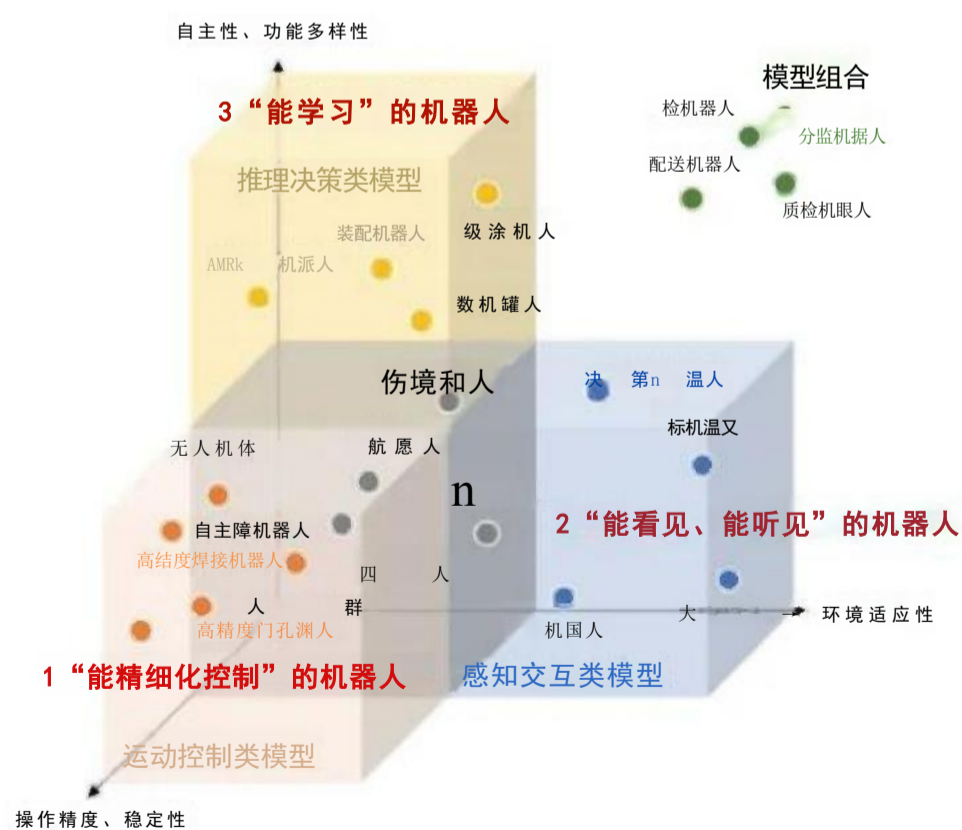 自主性、功能多样性
模型组合
3“能学习”的机器人
检机器人
分监机据人
配送机器人
推理决策类模型
质检机眼人
装配机器人
级涂机人
AMRk 机派人
数机罐人
伤境和人
决 第n 温人
标机温又
无人机体
航愿人
n
2“能看见、能听见”的机器人
自主障机器人
高结度焊接机器人
四 人
人 群
大
环境适应性
高精度门孔渊人
机国人
1“能精细化控制”的机器人
感知交互类模型
运动控制类模型
操作精度、稳定性